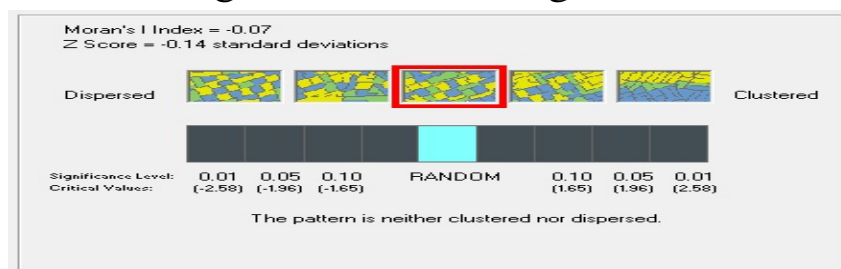 Moran's I Index = -0.07
Z Score = -0.14 standard deviations
Dispersed
Clustered
Significance Level: 0.01 0.05 0.10 RANDOM 0.10 0.05 0.01
Critical Values: (-2.58) (-1.96) (-1.65) (1.65) (1.96) (2.58)
The pattern is neither clustered nor dispersed.